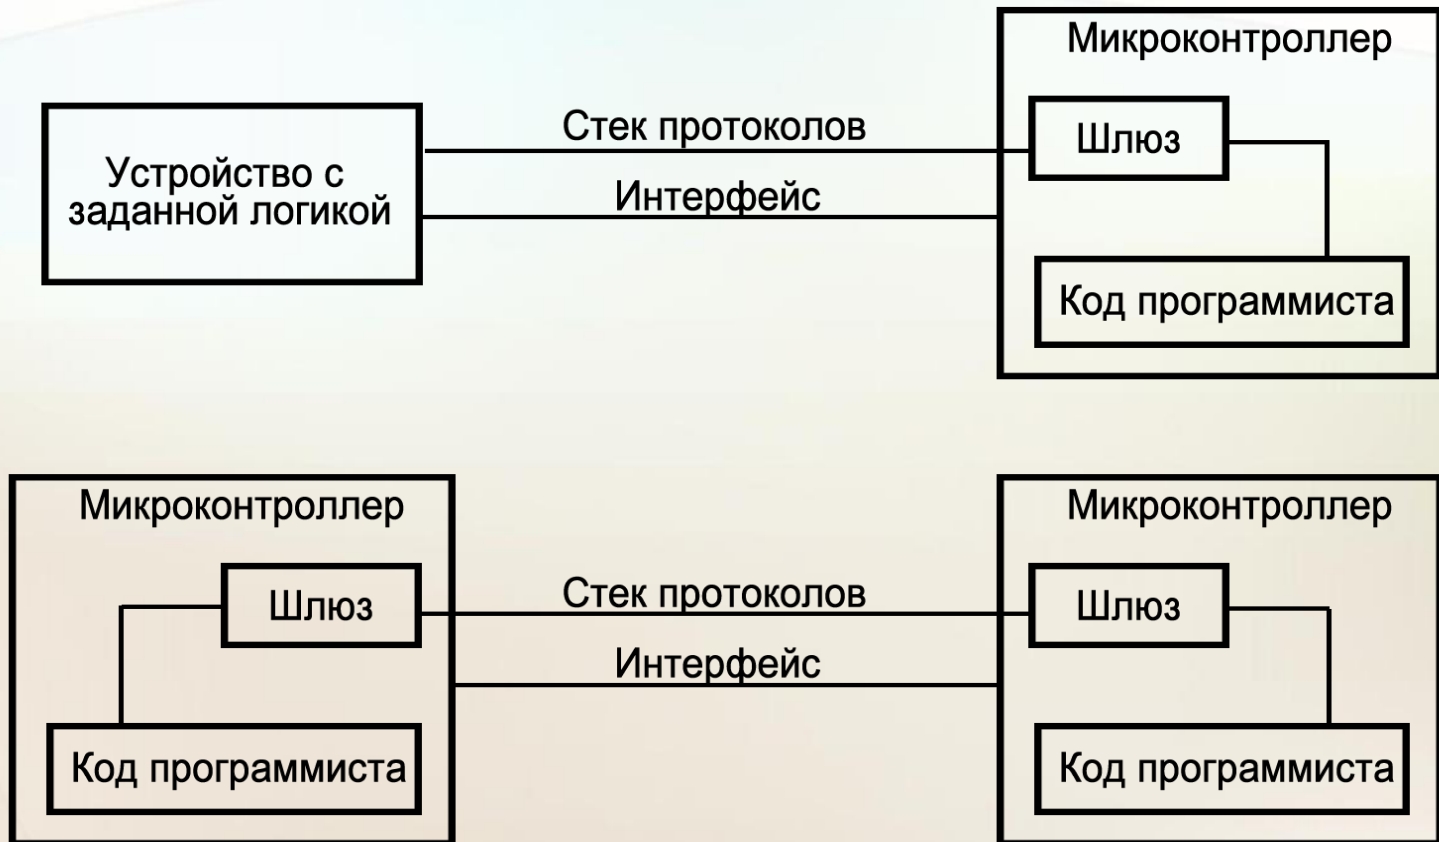 Микроконтроллер
Стек протоколов
Шлюз
Устройство с
заданной логикой
Интерфейс
Код программиста
Микроконтроллер
Микроконтроллер
Шлюз
Стек протоколов
Шлюз
Интерфейс
Код программиста
Код программиста